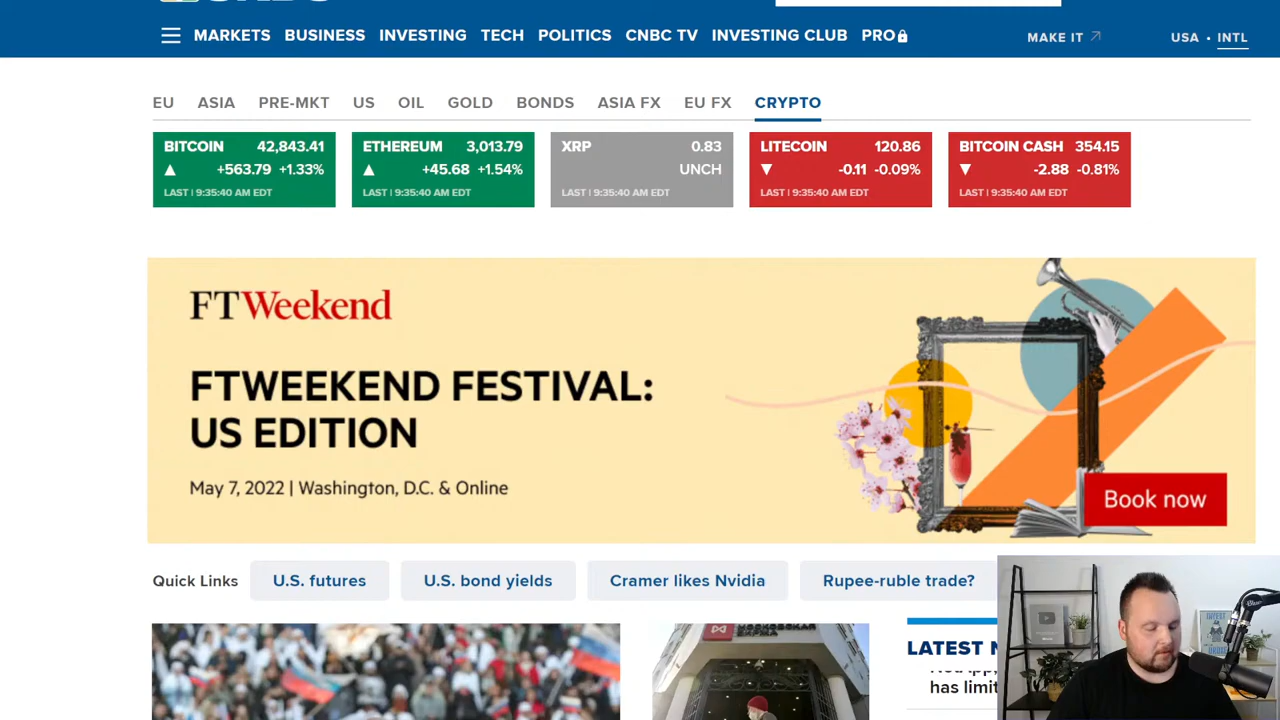 MARKETS BUSINESS INVESTING TECH POLITICS CNBC TV INVESTING CLUB PRO MAKE IT USA • INTL
EU ASIA PRE-MKT US OIL GOLD BONDS ASIA FX EU FX CRYPTO
BITCOIN 42,843.41
+563.79 +1.33%
LAST | 9:35:40 AM EDT
ETHEREUM 3,013.79
+45.68 +1.54%
LAST | 9:35:40 AM EDT
XRP 0.83
UNCH
LAST | 9:35:40 AM EDT
LITECOIN 120.86
-0.11 -0.09%
LAST | 9:35:40 AM EDT
BITCOIN CASH 354.15
-2.88 -0.81%
LAST | 9:35:40 AM EDT
FTWeekend
FTWEEKEND FESTIVAL:
US EDITION
May 7, 2022 | Washington, D.C. & Online
Book now
Quick Links U.S. futures U.S. bond yields Cramer likes Nvidia Rupee-ruble trade?
LATEST N
has limit